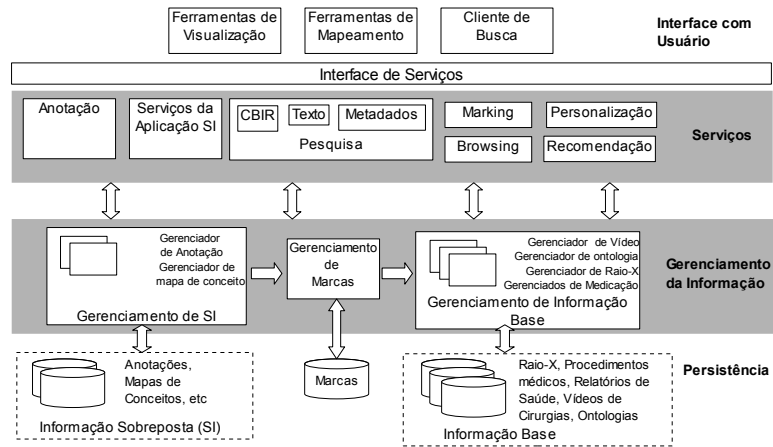 Ferramentas de
Visualização
Ferramentas de
Mapeamento
Cliente de
Busca
Interface com
Usuário
Interface de Serviços
Anotação
Serviços da
Aplicação SI
CBIR
Texto
Metadados
Pesquisa
Marking
Personalização
Browsing
Recomendação
Serviços
Gerenciador
de Anotação
Gerenciador de
mapa de conceito
Gerenciamento de SI
Gerenciamento
de
Marcas
Gerenciador de Vídeo
Gerenciador de ontologia
Gerenciador de Raio-X
Gerenciados de Medicação
Gerenciamento de Informação
Base
Gerenciamento
da Informação
Anotações,
Mapas de
Conceitos, etc
Informação Sobreposta (SI)
Marcas
Raio-X, Procedimentos
médicos, Relatórios de
Saúde, Vídeos de
Cirurgias, Ontologias
Informação Base
Persistência